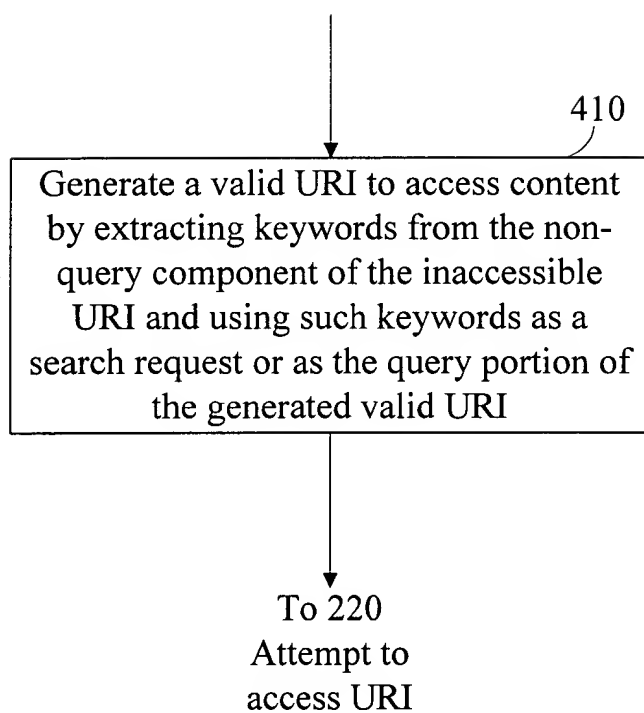 410
Generate a valid URI to access content
by extracting keywords from the non-
query component of the inaccessible
URI and using such keywords as a
search request or as the query portion of
the generated valid URI
To 220
Attempt to
access URI